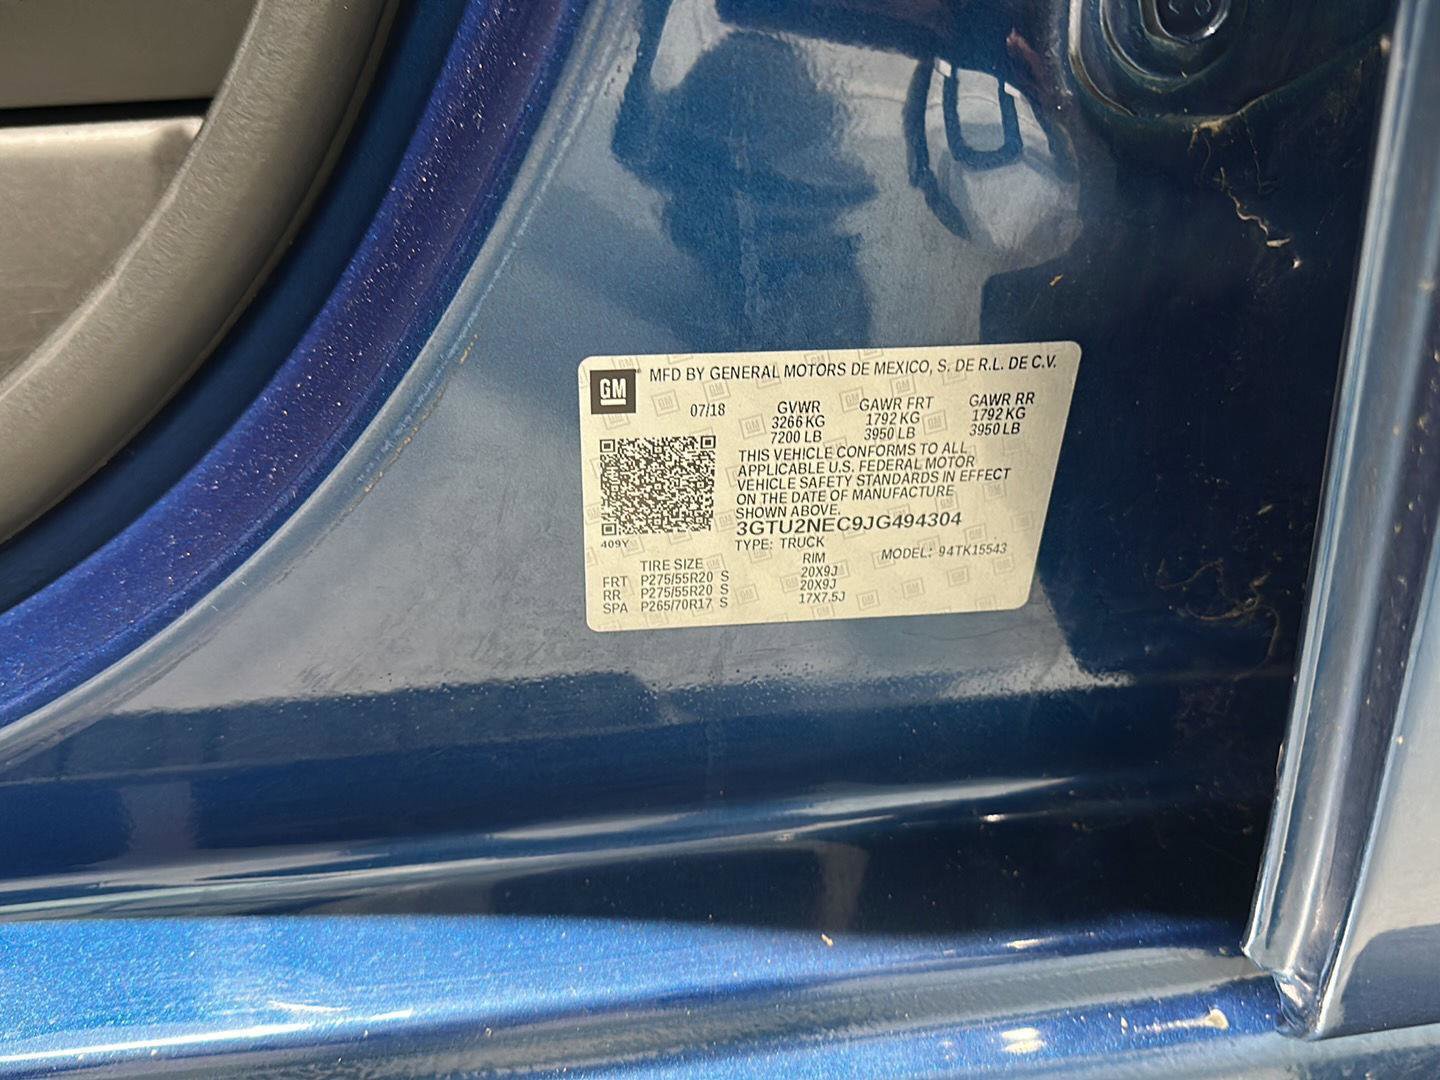 GM MFD BY GENERAL MOTORS DE MEXICO, S. DE R.L. DE C.V.
07/18 GVWR GAWR FRT GAWR RR
3266 KG 1792 KG 1792 KG
7200 LB 3950 LB 3950 LB
THIS VEHICLE CONFORMS TO ALL
APPLICABLE U.S. FEDERAL MOTOR
VEHICLE SAFETY STANDARDS IN EFFECT
ON THE DATE OF MANUFACTURE
SHOWN ABOVE.
3GTU2NEC9JG494304
409Y TYPE: TRUCK MODEL: 94TK15543
TIRE SIZE RIM
FRT P275/55R20 S 20X9J
RR P275/55R20 S 20X9J
SPA P265/70R17 S 17X7.5J